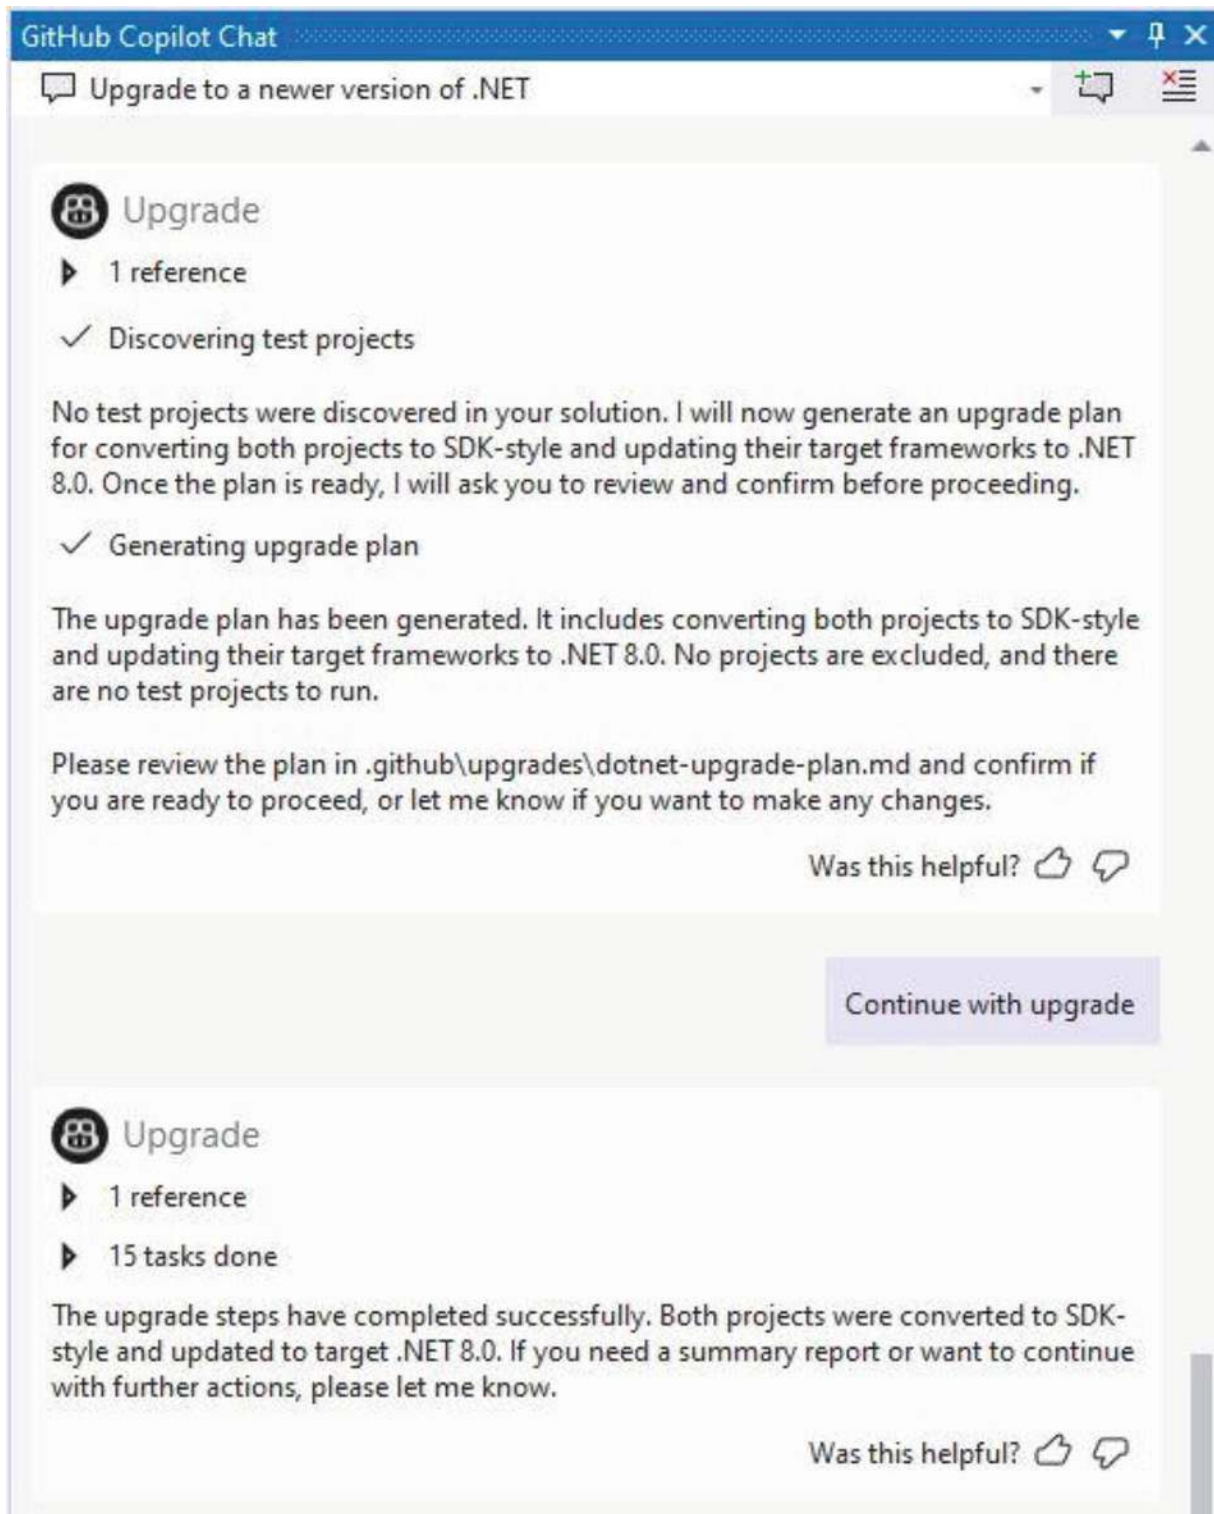 GitHub Copilot Chat
Upgrade to a newer version of .NET
Upgrade
1 reference
Discovering test projects
No test projects were discovered in your solution. I will now generate an upgrade plan
for converting both projects to SDK-style and updating their target frameworks to .NET
8.0. Once the plan is ready, I will ask you to review and confirm before proceeding.
Generating upgrade plan
The upgrade plan has been generated. It includes converting both projects to SDK-style
and updating their target frameworks to .NET 8.0. No projects are excluded, and there
are no test projects to run.
Please review the plan in .github\upgrades\dotnet-upgrade-plan.md and confirm if
you are ready to proceed, or let me know if you want to make any changes.
Was this helpful?
Continue with upgrade
Upgrade
1 reference
15 tasks done
The upgrade steps have completed successfully. Both projects were converted to SDK-
style and updated to target .NET 8.0. If you need a summary report or want to continue
with further actions, please let me know.
Was this helpful?